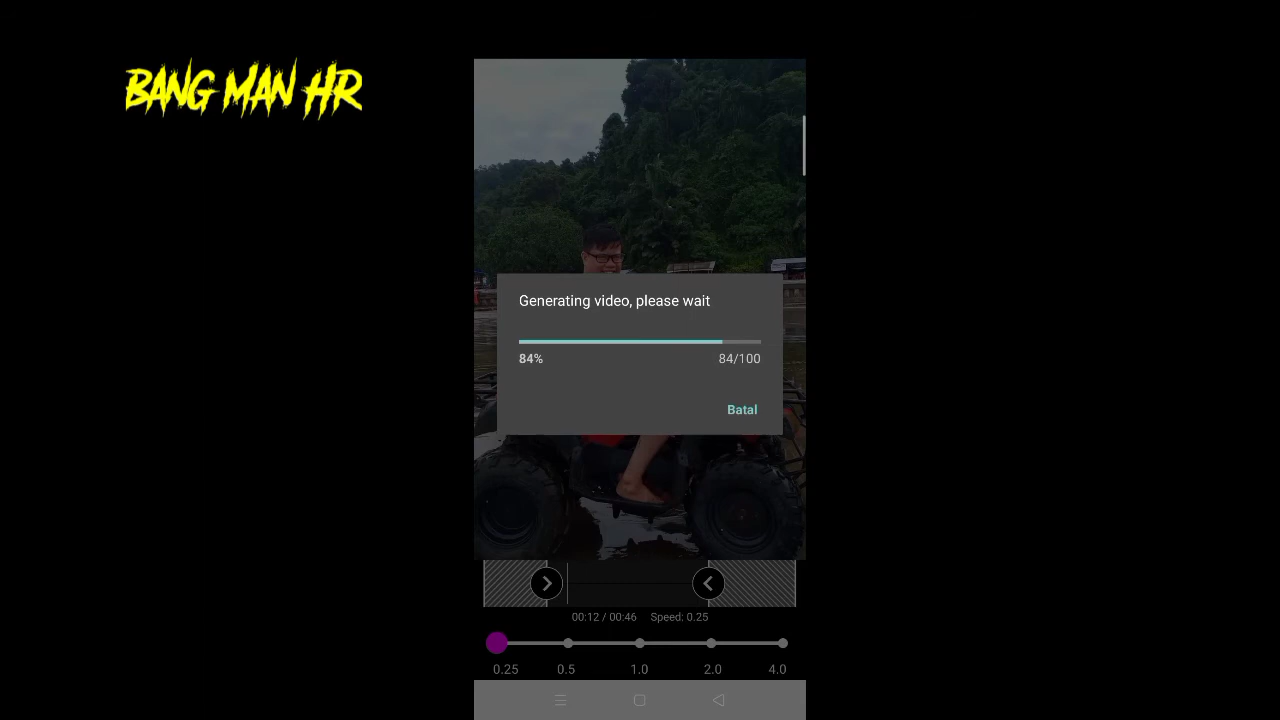 BANG MAN HR
Generating video, please wait
84% 84/100
Batal
00:12 / 00:46 Speed: 0.25
0.25 0.5 1.0 2.0 4.0